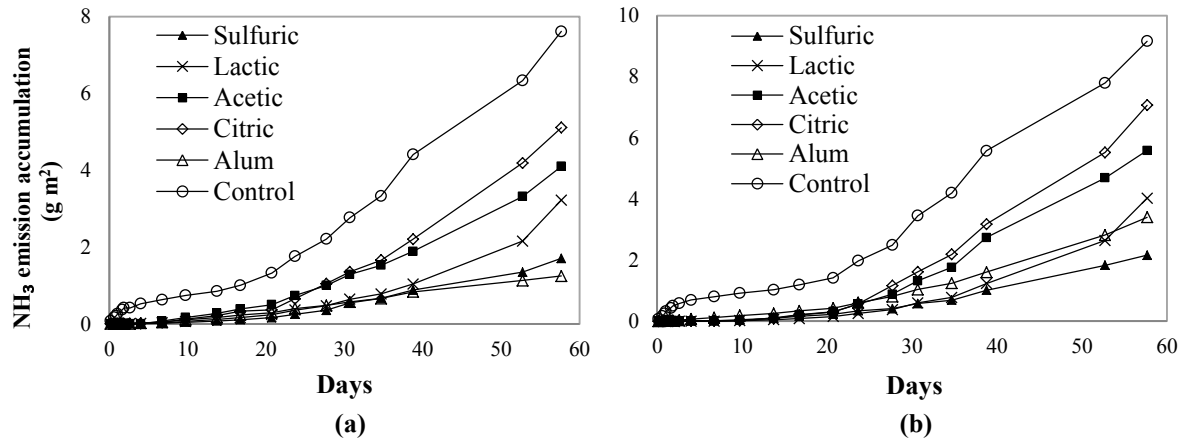 NH₃ emission accumulation
(g m²)
8
6
4
2
0
Sulfuric
Lactic
Acetic
Citric
Alum
Control
0 10 20 30 40 50 60
Days
(a)
10
8
6
4
2
0
Sulfuric
Lactic
Acetic
Citric
Alum
Control
0 10 20 30 40 50 60
Days
(b)